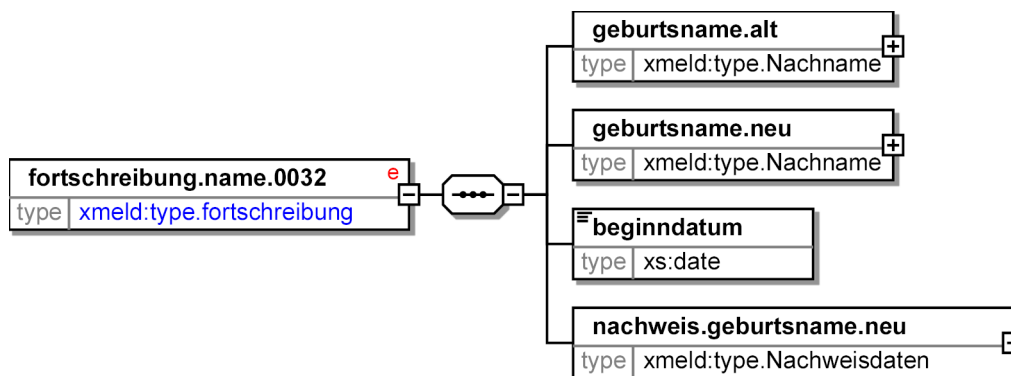 geburtsname.alt
type xmeld:type.Nachname
geburtsname.neu
type xmeld:type.Nachname
fortschreibung.name.0032 e
type xmeld:type.fortschreibung
beginndatum
type xs:date
nachweis.geburtsname.neu
type xmeld:type.Nachweisdaten